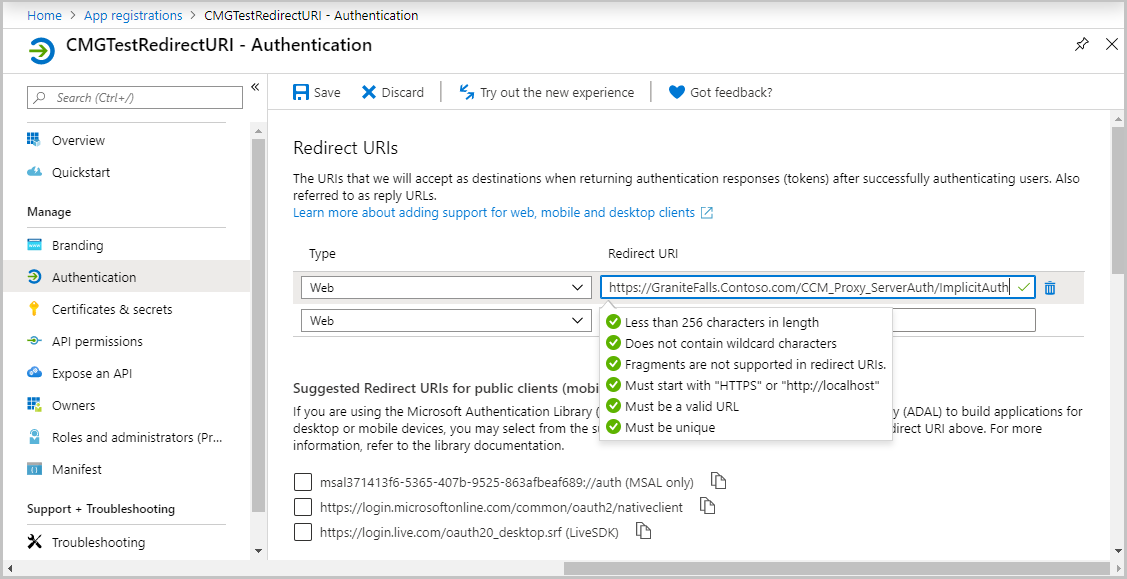 Home > App registrations > CMGTestRedirectURI - Authentication
CMGTestRedirectURI - Authentication
Search (Ctrl+/)
«
Overview
Quickstart
Manage
Branding
Authentication
Certificates & secrets
API permissions
Expose an API
Owners
Roles and administrators (Pr...
Manifest
Support + Troubleshooting
Troubleshooting
Save Discard Try out the new experience Got feedback?
Redirect URIs
The URIs that we will accept as destinations when returning authentication responses (tokens) after successfully authenticating users. Also
referred to as reply URLs.
Learn more about adding support for web, mobile and desktop clients
Type Redirect URI
Web https://GraniteFalls.Contoso.com/CCM_Proxy_ServerAuth/ImplicitAuth
Web
Less than 256 characters in length
Does not contain wildcard characters
Fragments are not supported in redirect URIs.
Must start with "HTTPS" or "http://localhost"
Must be a valid URL
Must be unique
Suggested Redirect URIs for public clients (mobi
If you are using the Microsoft Authentication Library ( y (ADAL) to build applications for
desktop or mobile devices, you may select from the su direct URI above. For more
information, refer to the library documentation.
msal371413f6-5365-407b-9525-863afbeaf689://auth (MSAL only)
https://login.microsoftonline.com/common/oauth2/nativeclient
https://login.live.com/oauth20_desktop.srf (LiveSDK)